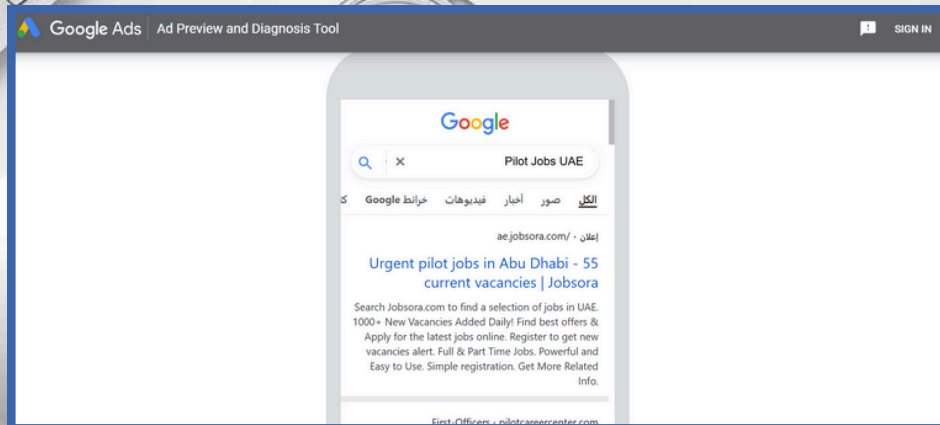 Google Ads Ad Preview and Diagnosis Tool SIGN IN
Google
Pilot Jobs UAE
الكل صور أخبار فيديوهات خرائط Google
إعلان · ae.jobsora.com/
Urgent pilot jobs in Abu Dhabi - 55
current vacancies | Jobsora
Search Jobsora.com to find a selection of jobs in UAE.
1000+ New Vacancies Added Daily! Find best offers &
Apply for the latest jobs online. Register to get new
vacancies alert. Full & Part Time Jobs. Powerful and
Easy to Use. Simple registration. Get More Related
Info.
First-Officers › pilotcareercenter.com